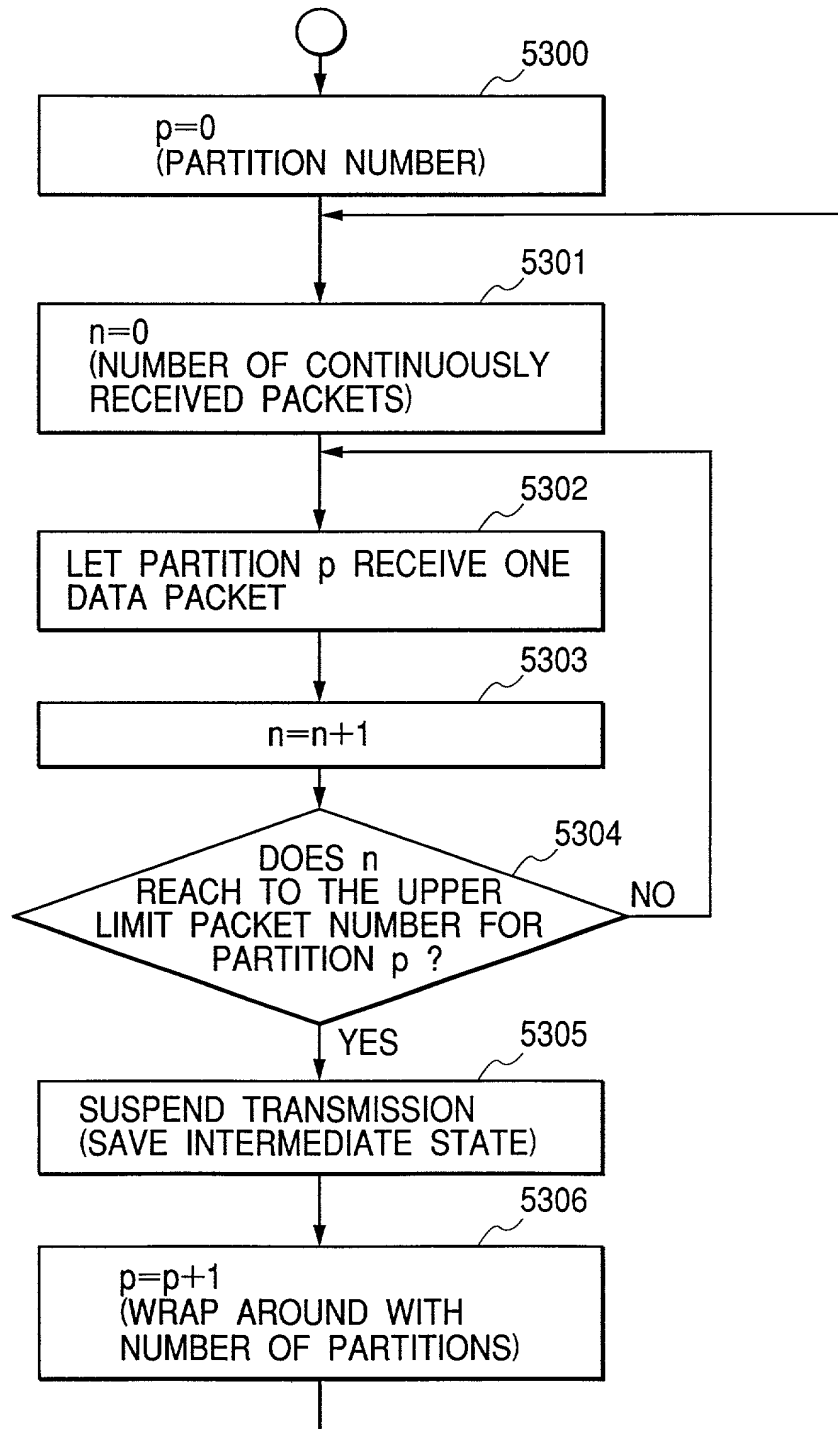 5300
p=0
(PARTITION NUMBER)
5301
n=0
(NUMBER OF CONTINUOUSLY
RECEIVED PACKETS)
5302
LET PARTITION p RECEIVE ONE
DATA PACKET
5303
n=n+1
5304
DOES n
REACH TO THE UPPER
LIMIT PACKET NUMBER FOR
PARTITION p ?
NO
YES
5305
SUSPEND TRANSMISSION
(SAVE INTERMEDIATE STATE)
5306
p=p+1
(WRAP AROUND WITH
NUMBER OF PARTITIONS)